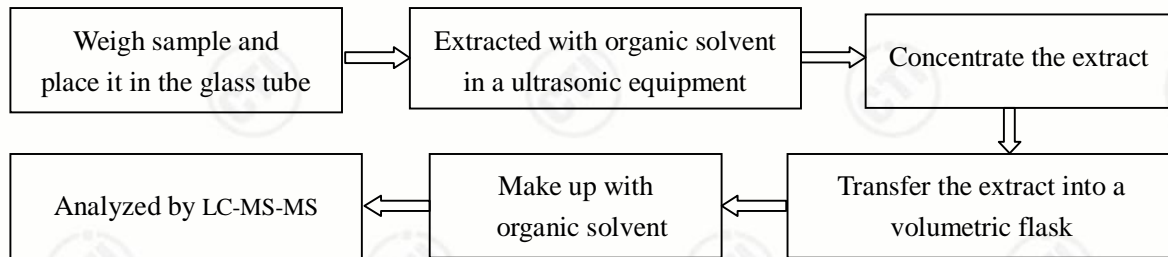 Weigh sample and
place it in the glass tube
Extracted with organic solvent
in a ultrasonic equipment
Concentrate the extract
Transfer the extract into a
volumetric flask
Make up with
organic solvent
Analyzed by LC-MS-MS